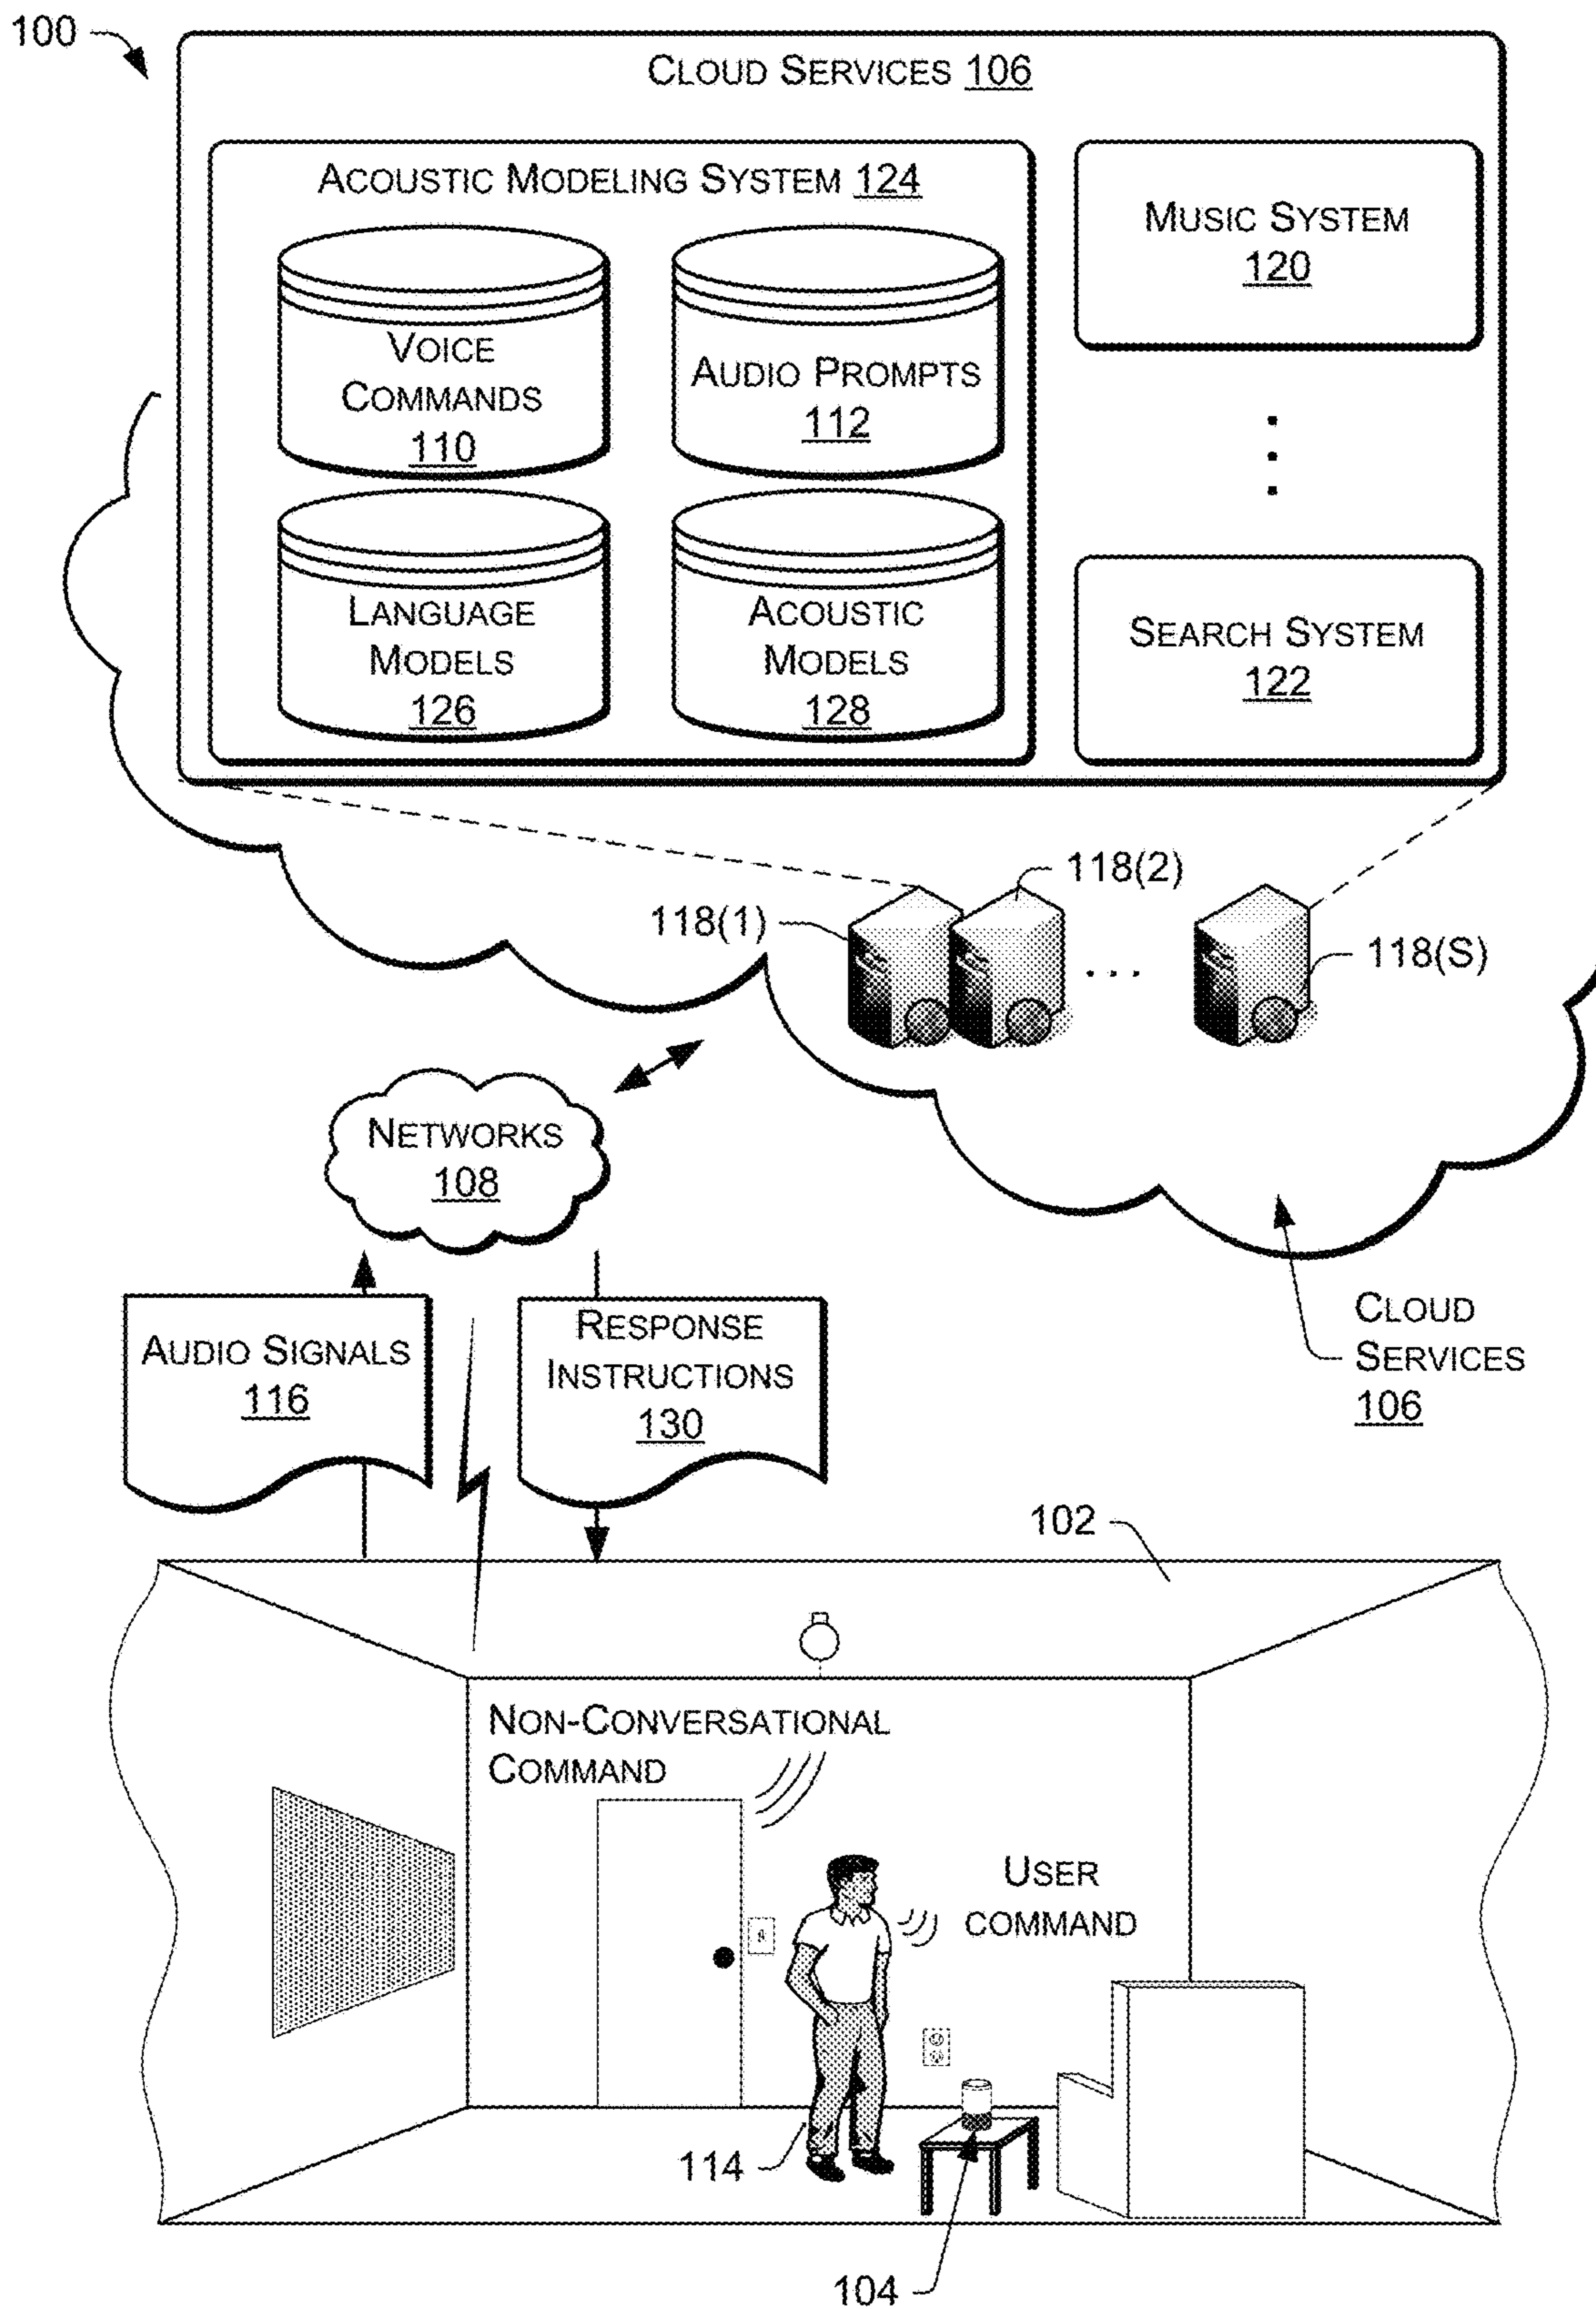 100
CLOUD SERVICES 106
ACOUSTIC MODELING SYSTEM 124
VOICE
COMMANDS
110
AUDIO PROMPTS
112
LANGUAGE
MODELS
126
ACOUSTIC
MODELS
128
MUSIC SYSTEM
120
SEARCH SYSTEM
122
118(1)
118(2)
. . .
118(S)
NETWORKS
108
AUDIO SIGNALS
116
RESPONSE
INSTRUCTIONS
130
CLOUD
SERVICES
106
102
NON-CONVERSATIONAL
COMMAND
USER
COMMAND
114
104